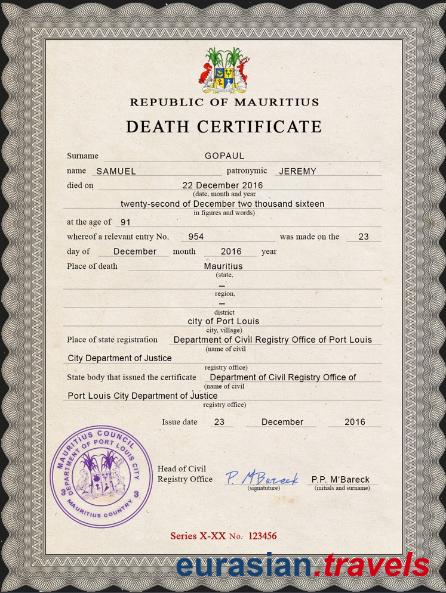 REPUBLIC OF MAURITIUS
DEATH CERTIFICATE
Surname GOPAUL
name SAMUEL patronymic JEREMY
died on 22 December 2016
(date, month and year
twenty-second of December two thousand sixteen
in figures and words)
at the age of 91
whereof a relevant entry No. 954 was made on the 23
day of December month 2016 year
Place of death Mauritius
(state,
–
region,
–
district
city of Port Louis
city, village)
Place of state registration Department of Civil Registry Office of Port Louis
(name of civil
City Department of Justice
registry office)
State body that issued the certificate Department of Civil Registry Office of
(name of civil
Port Louis City Department of Justice
registry office)
Issue date 23 December 2016
MAURITIUS COUNCIL
DEPARTMENT OF PORT LOUIS CITY
MAURITIUS COUNTRY
Head of Civil
Registry Office P. M'Bareck P.P. M'Bareck
(signature) (initials and surname)
Series X-XX No. 123456
eurasian.travels